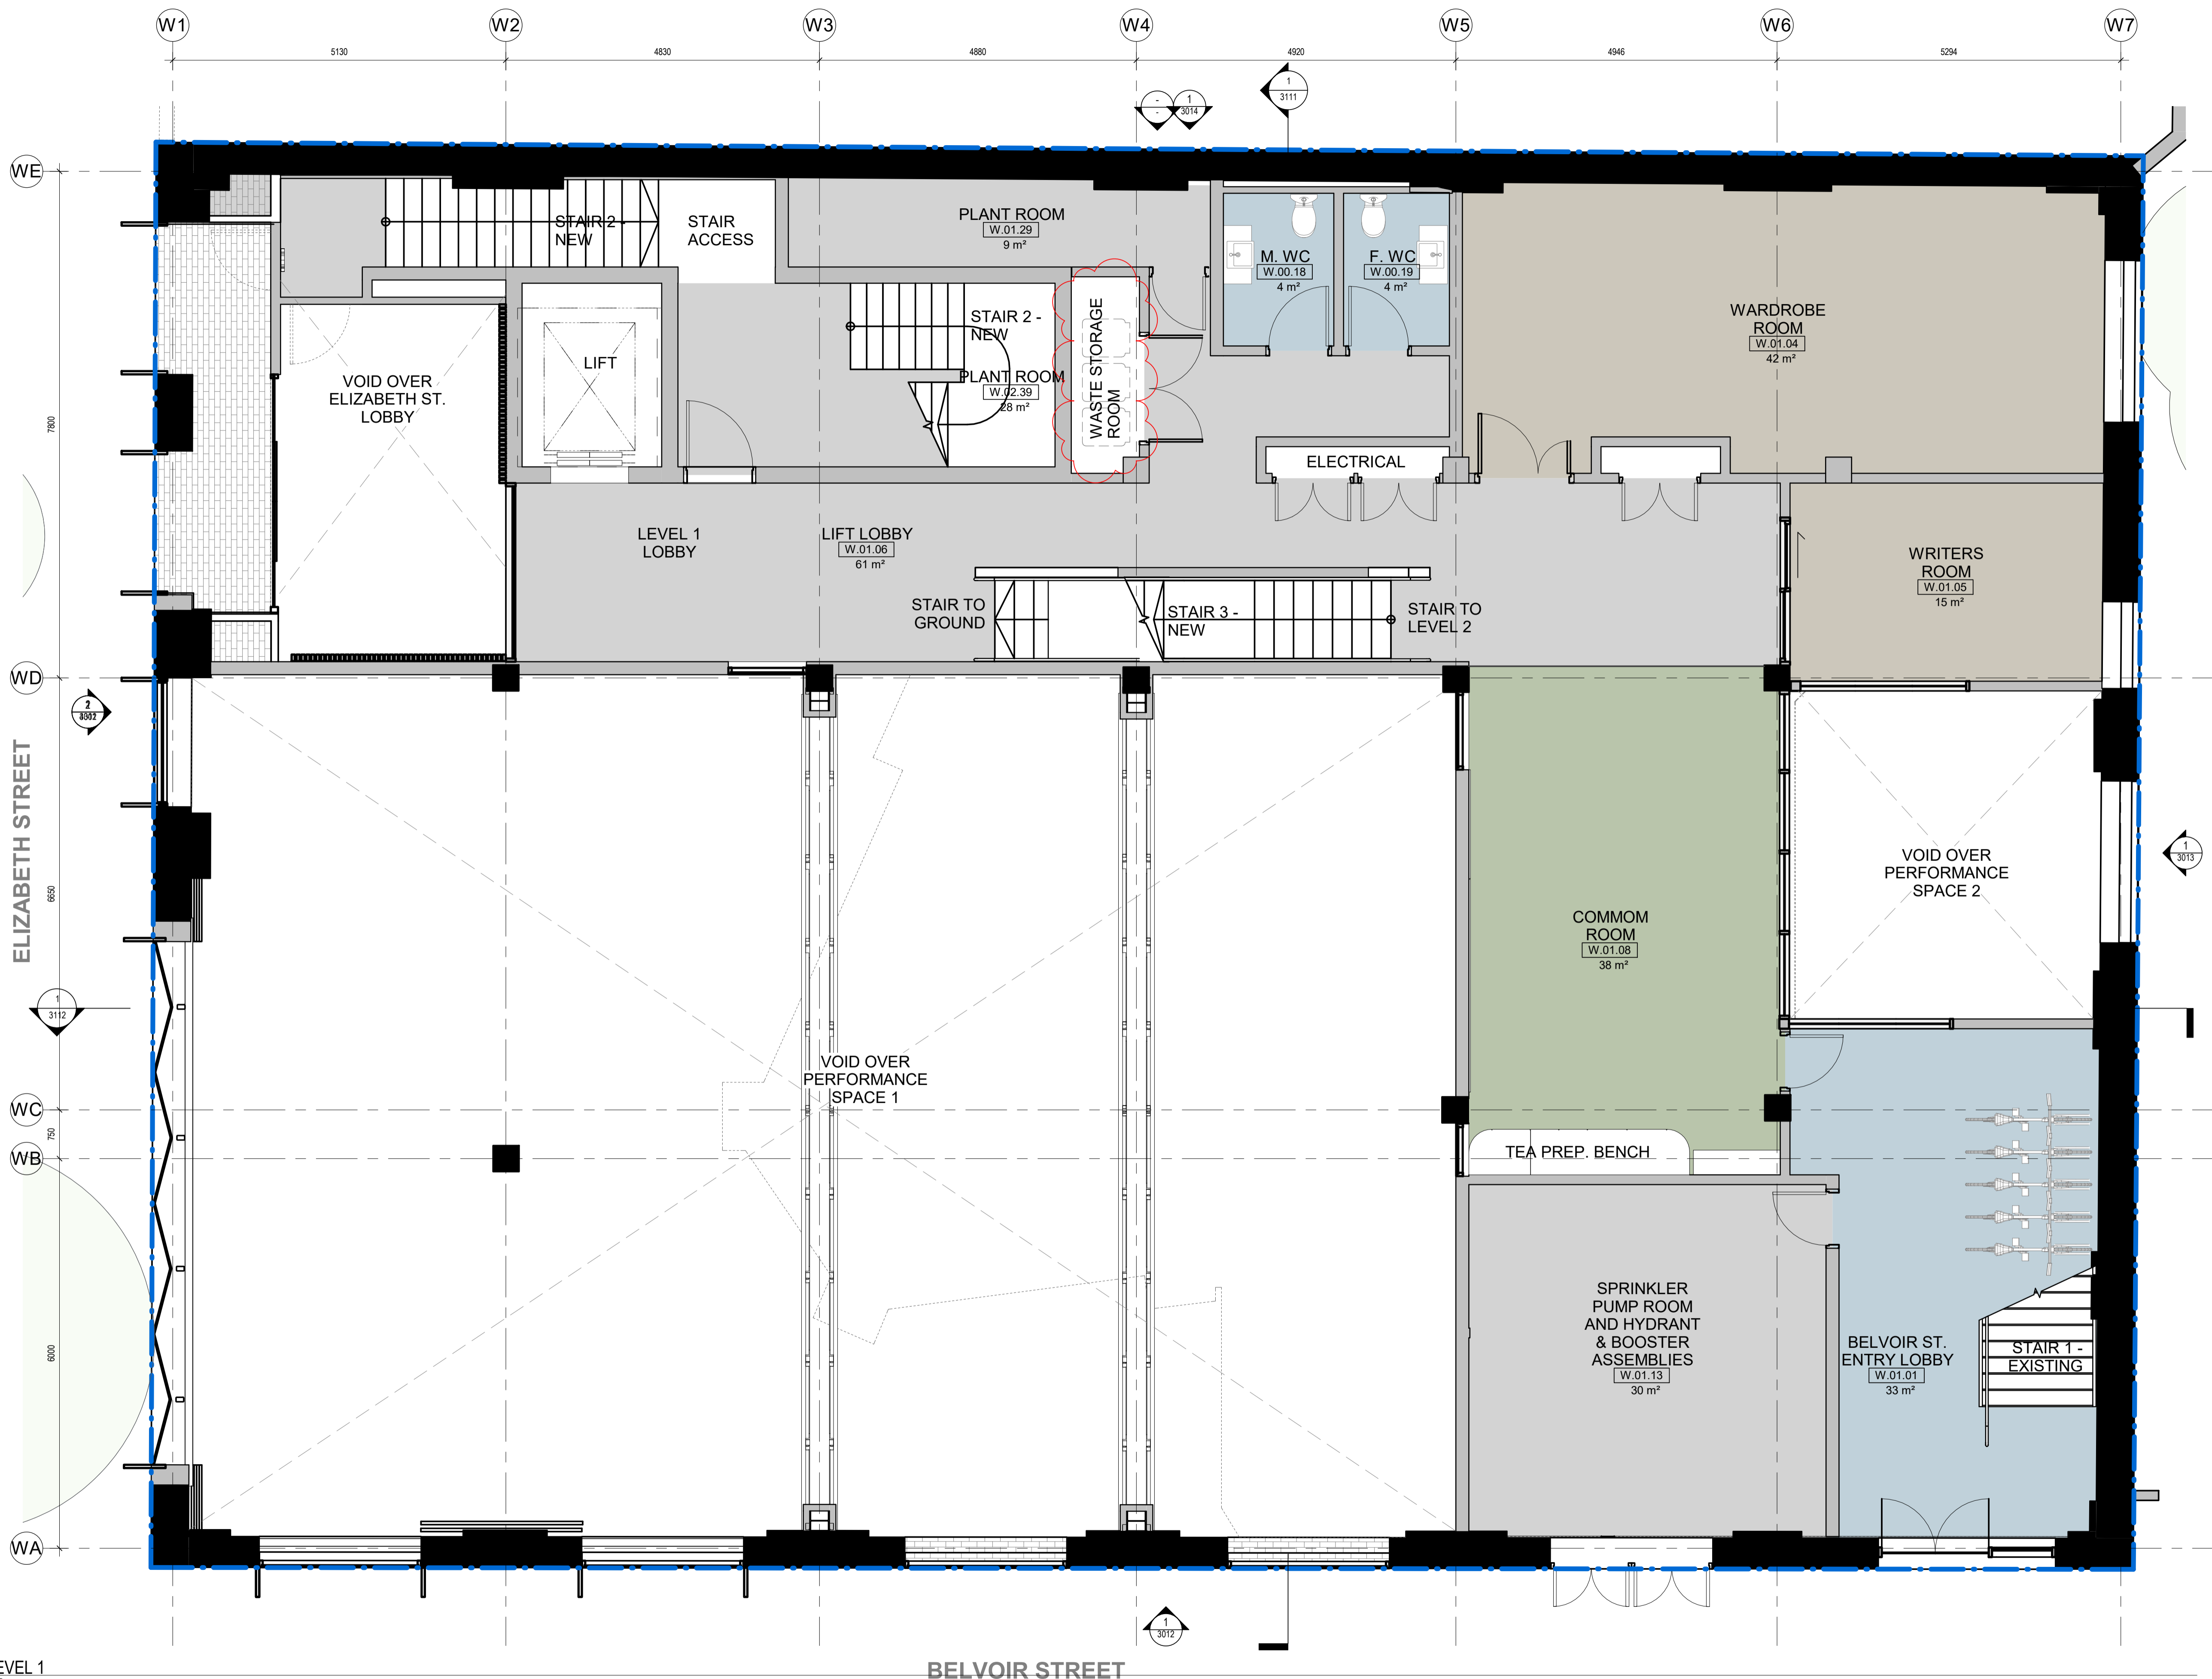 W1
W2
W3
W4
W5
W6
W7
5130
4830
4880
4920
4946
5294
1
3111
-
-
1
3014
WE
STAIR 2 -
NEW
STAIR
ACCESS
PLANT ROOM
W.01.29
9 m²
M. WC
W.00.18
4 m²
F. WC
W.00.19
4 m²
WARDROBE
ROOM
W.01.04
42 m²
STAIR 2 -
NEW
PLANT ROOM
W.02.39
28 m²
WASTE STORAGE
ROOM
LIFT
VOID OVER
ELIZABETH ST.
LOBBY
7800
ELECTRICAL
LEVEL 1
LOBBY
LIFT LOBBY
W.01.06
61 m²
WRITERS
ROOM
W.01.05
15 m²
STAIR TO
GROUND
STAIR 3 -
NEW
STAIR TO
LEVEL 2
WD
ELIZABETH STREET
6650
VOID OVER
PERFORMANCE
SPACE 2
1
3013
COMMOM
ROOM
W.01.08
38 m²
1
3112
VOID OVER
PERFORMANCE
SPACE 1
WC
750
WB
TEA PREP. BENCH
6000
SPRINKLER
PUMP ROOM
AND HYDRANT
& BOOSTER
ASSEMBLIES
W.01.13
30 m²
BELVOIR ST.
ENTRY LOBBY
W.01.01
33 m²
STAIR 1 -
EXISTING
WA
1
3012
EVEL 1
BELVOIR STREET